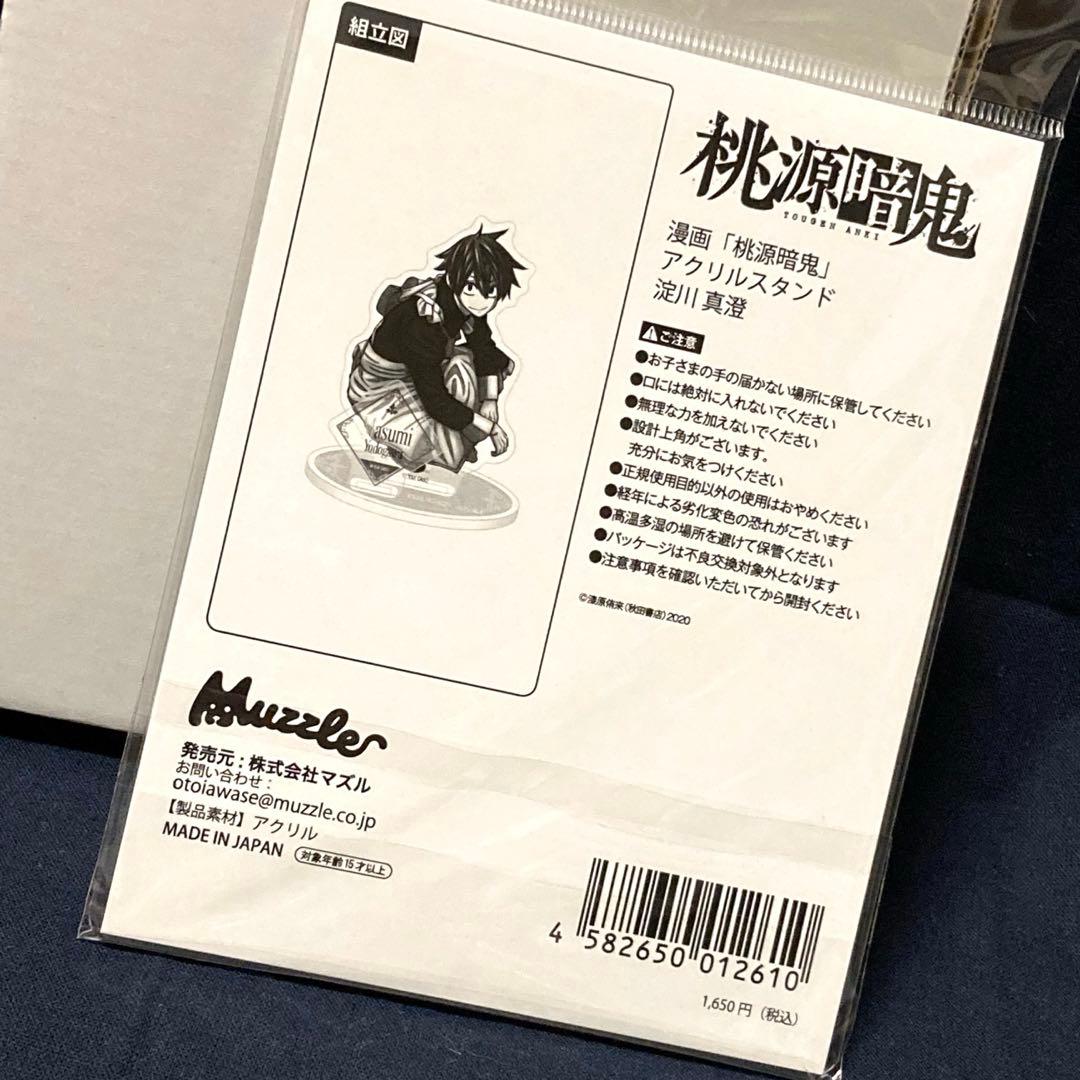 組立図
桃源暗鬼
TOUGEN ANKI
漫画「桃源暗鬼」
アクリルスタンド
淀川 真澄
ご注意
●お子さまの手の届かない場所に保管してください
●口には絶対に入れないでください
●無理な力を加えないでください
●設計上角がございます。
充分にお気をつけください
●正規使用目的以外の使用はおやめください
●経年による劣化変色の恐れがございます
●高温多湿の場所を避けて保管ください
●パッケージは不良交換対象外となります
●注意事項を確認いただいてから開封ください
©漆原侑来(秋田書店)2020
Masumi
Yodogawa
Muzzle
発売元 : 株式会社マズル
お問い合わせ :
otoiawase@muzzle.co.jp
【製品素材】アクリル
MADE IN JAPAN
対象年齢15才以上
4 582650 012610
1,650円 (税込)